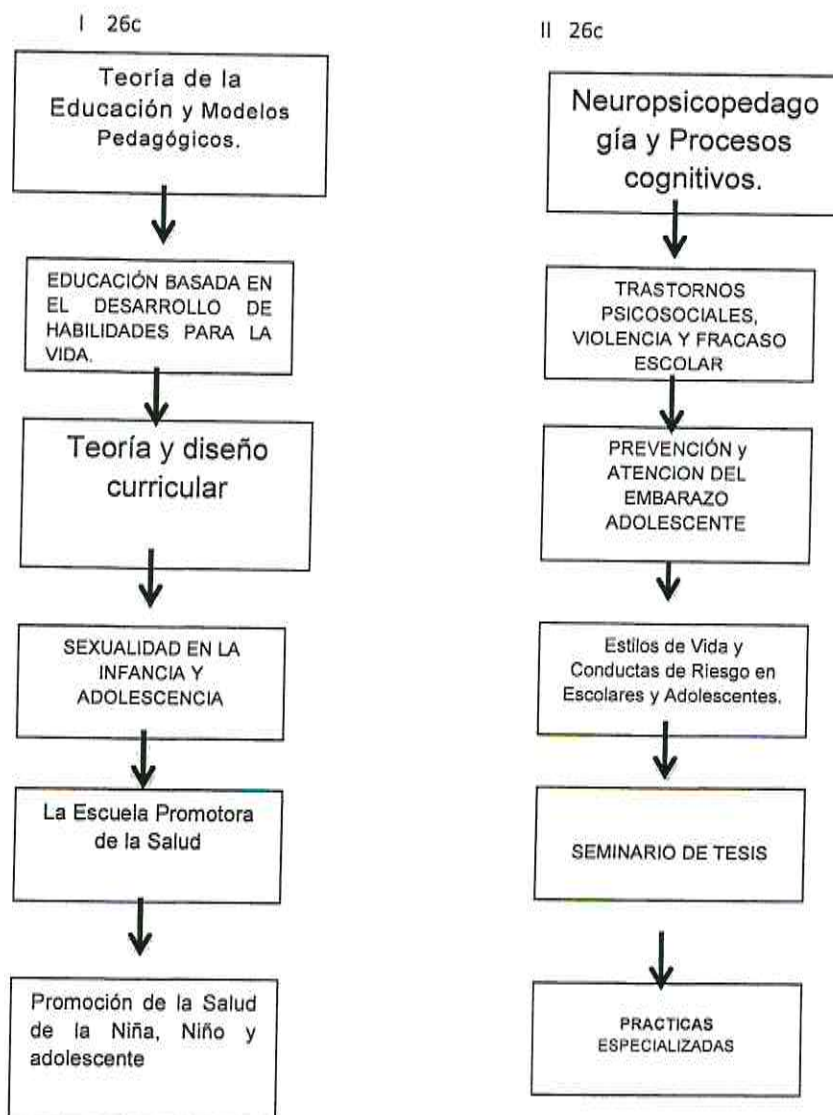 I 26c
Teoría de la
Educación y Modelos
Pedagógicos.
EDUCACIÓN BASADA EN
EL DESARROLLO DE
HABILIDADES PARA LA
VIDA.
Teoría y diseño
curricular
SEXUALIDAD EN LA
INFANCIA Y
ADOLESCENCIA
La Escuela Promotora
de la Salud
Promoción de la Salud
de la Niña, Niño y
adolescente
II 26c
Neuropsicopedago
gía y Procesos
cognitivos.
TRASTORNOS
PSICOSOCIALES,
VIOLENCIA Y FRACASO
ESCOLAR
PREVENCIÓN y
ATENCION DEL
EMBARAZO
ADOLESCENTE
Estilos de Vida y
Conductas de Riesgo en
Escolares y Adolescentes.
SEMINARIO DE TESIS
PRACTICAS
ESPECIALIZADAS